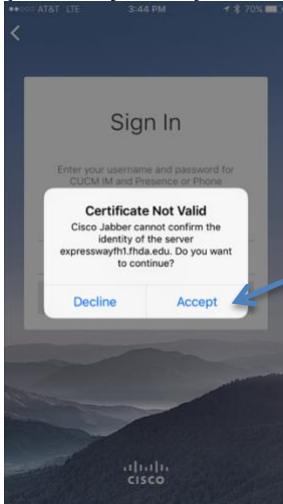 AT&T LTE 3:44 PM 70%
Sign In
Enter your username and password for
CUCM IM and Presence or Phone
Certificate Not Valid
Cisco Jabber cannot confirm the
identity of the server
expresswayfh1.fhda.edu. Do you want
to continue?
Decline Accept
CISCO